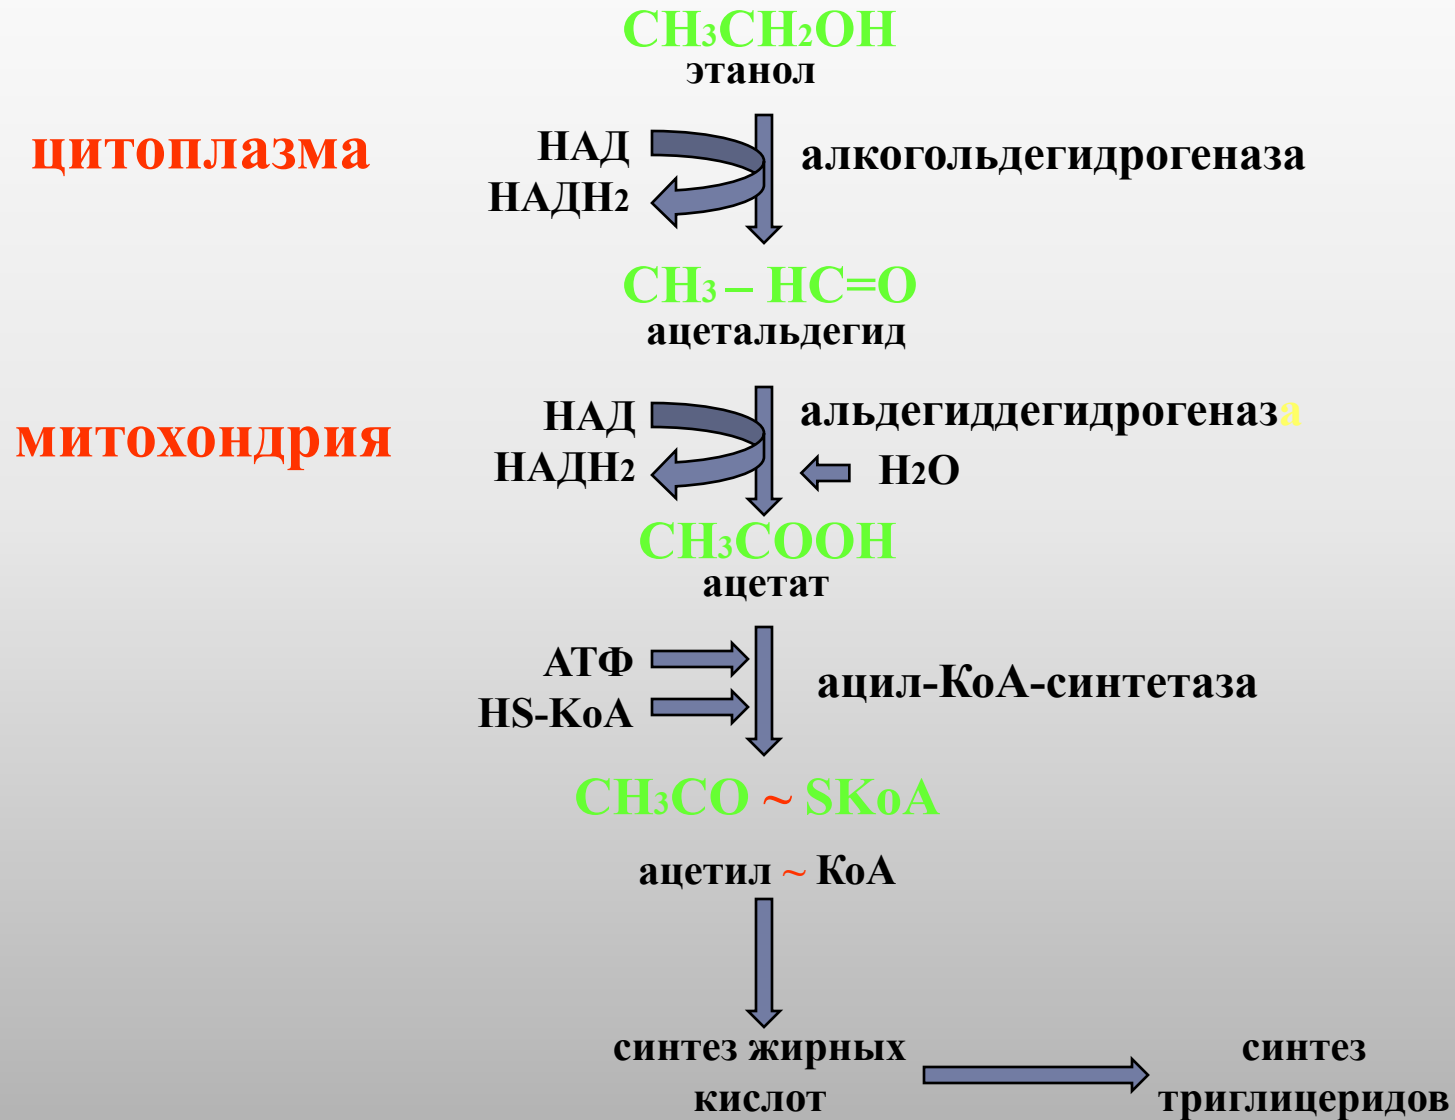 CH3CH2OH
этанол
цитоплазма
НАД
НАДН2
алкогольдегидрогеназа
CH3 – HC=O
ацетальдегид
митохондрия
НАД
НАДН2
альдегиддегидрогеназа
H2O
CH3COOH
ацетат
АТФ
HS-KoA
ацил-КоА-синтетаза
CH3CO ~ SKoA
ацетил ~ КоА
синтез жирных
кислот
синтез
триглицеридов